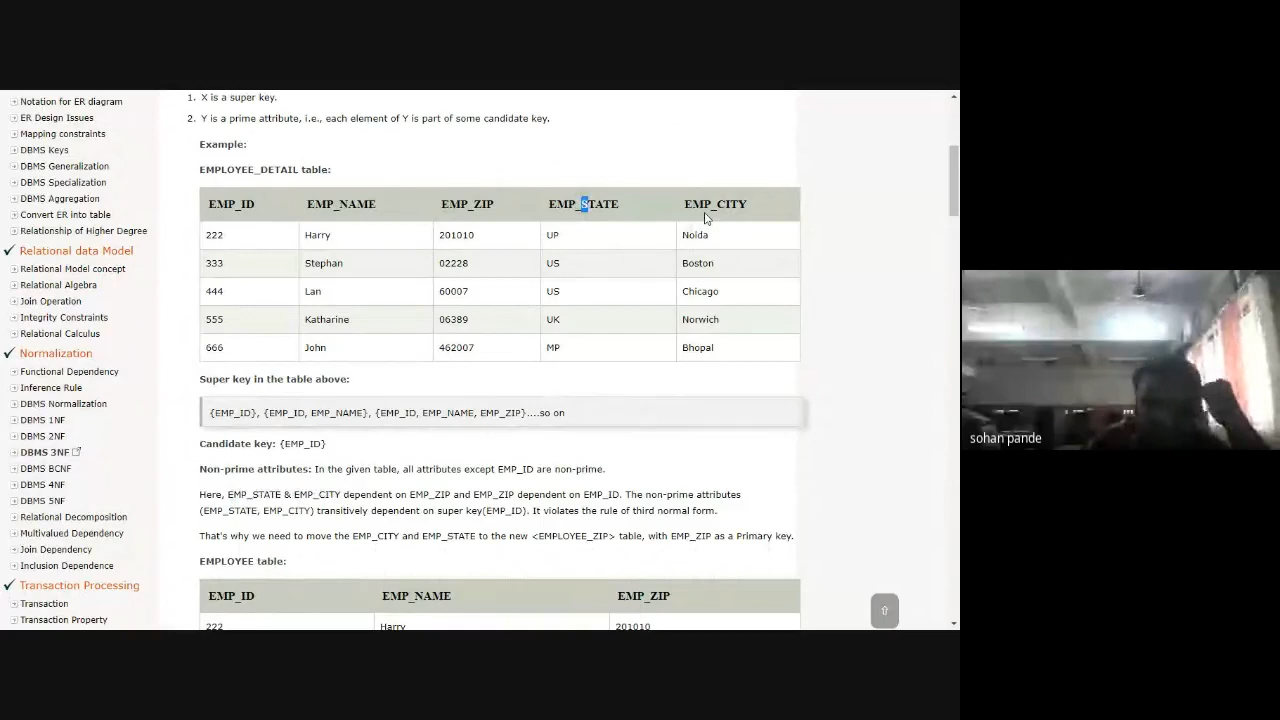 Notation for ER diagram
ER Design Issues
Mapping constraints
DBMS Keys
DBMS Generalization
DBMS Specialization
DBMS Aggregation
Convert ER into table
Relationship of Higher Degree
Relational data Model
Relational Model concept
Relational Algebra
Join Operation
Integrity Constraints
Relational Calculus
Normalization
Functional Dependency
Inference Rule
DBMS Normalization
DBMS 1NF
DBMS 2NF
DBMS 3NF
DBMS BCNF
DBMS 4NF
DBMS 5NF
Relational Decomposition
Multivalued Dependency
Join Dependency
Inclusion Dependence
Transaction Processing
Transaction
Transaction Property
1. X is a super key.
2. Y is a prime attribute, i.e., each element of Y is part of some candidate key.
Example:
EMPLOYEE_DETAIL table:
EMP_ID EMP_NAME EMP_ZIP EMP_STATE EMP_CITY
222 Harry 201010 UP Noida
333 Stephan 02228 US Boston
444 Lan 60007 US Chicago
555 Katharine 06389 UK Norwich
666 John 462007 MP Bhopal
Super key in the table above:
{EMP_ID}, {EMP_ID, EMP_NAME}, {EMP_ID, EMP_NAME, EMP_ZIP}....so on
Candidate key: {EMP_ID}
Non-prime attributes: In the given table, all attributes except EMP_ID are non-prime.
Here, EMP_STATE & EMP_CITY dependent on EMP_ZIP and EMP_ZIP dependent on EMP_ID. The non-prime attributes
(EMP_STATE, EMP_CITY) transitively dependent on super key(EMP_ID). It violates the rule of third normal form.
That's why we need to move the EMP_CITY and EMP_STATE to the new <EMPLOYEE_ZIP> table, with EMP_ZIP as a Primary key.
EMPLOYEE table:
EMP_ID EMP_NAME EMP_ZIP
222 Harry 201010
sohan pande